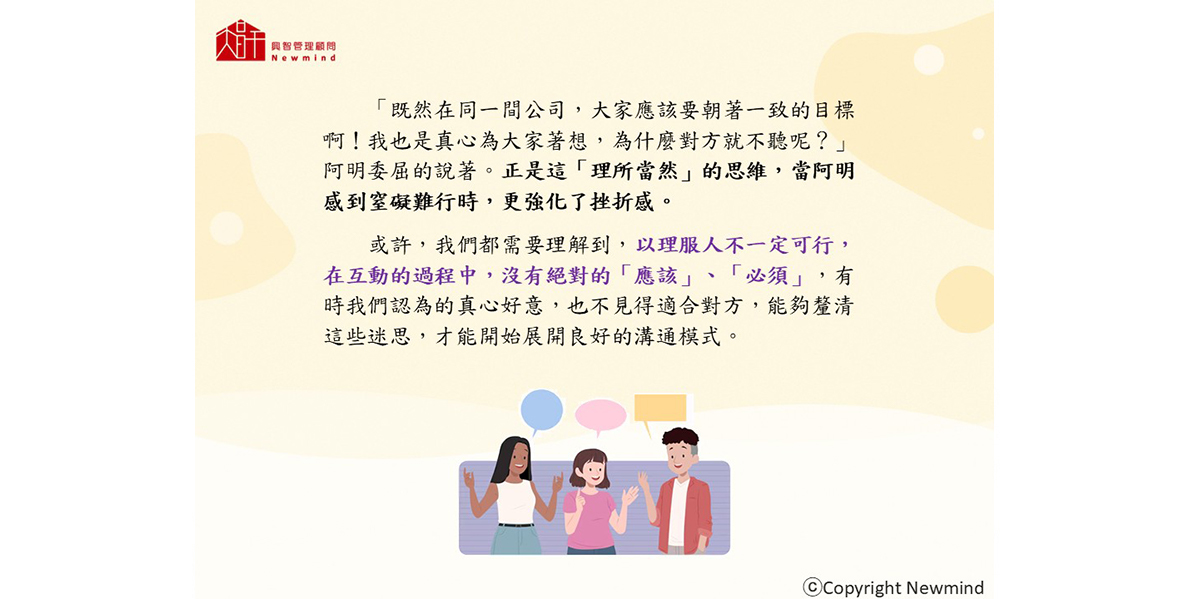 興智管理顧問
Newmind
「既然在同一間公司，大家應該要朝著一致的目標
啊！我也是真心為大家著想，為什麼對方就不聽呢？」
阿明委屈的說著。正是這「理所當然」的思維，當阿明
感到窒礙難行時，更強化了挫折感。
或許，我們都需要理解到，以理服人不一定可行，
在互動的過程中，沒有絕對的「應該」、「必須」，有
時我們認為的真心好意，也不見得適合對方，能夠釐清
這些迷思，才能開始展開良好的溝通模式。
ⓒCopyright Newmind